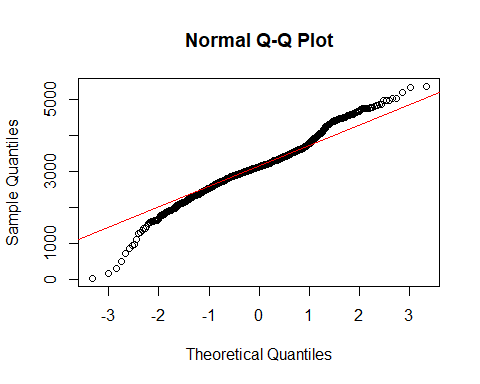 Normal Q-Q Plot
Sample Quantiles
5000
3000
1000
0
-3 -2 -1 0 1 2 3
Theoretical Quantiles